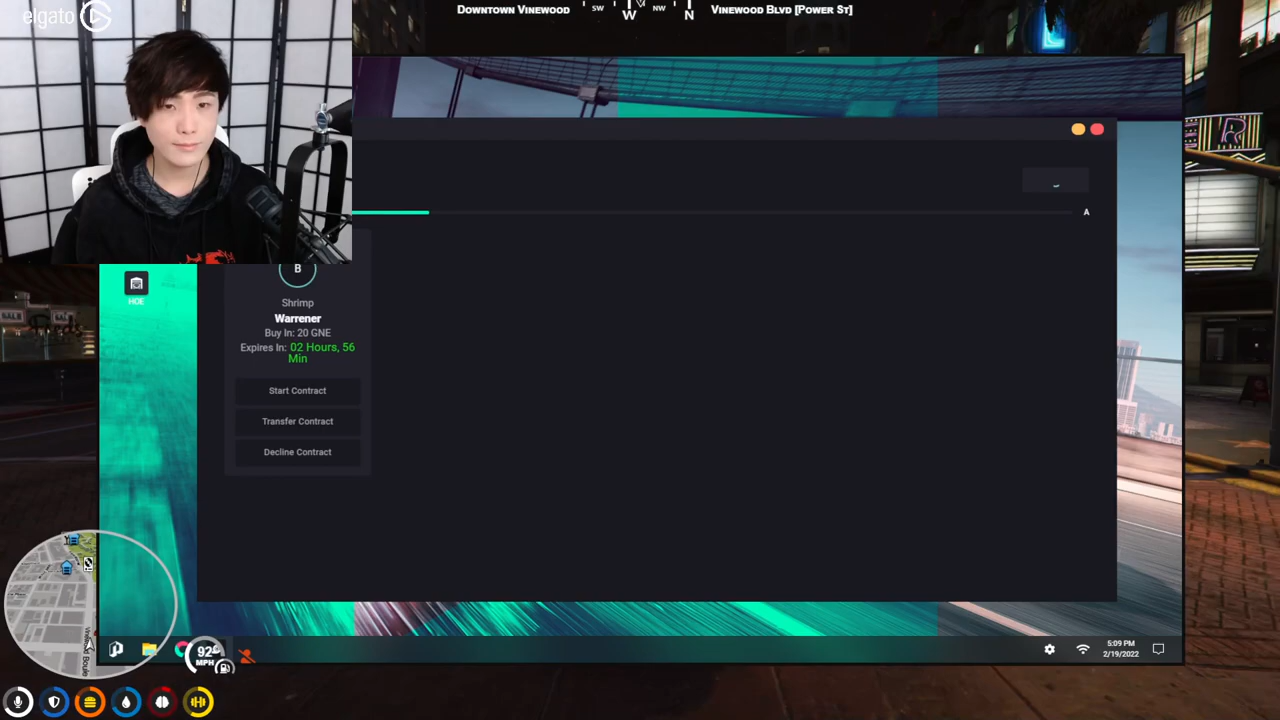 elgato
Downtown Vinewood
SW
W
NW
N
Vinewood Blvd [Power St]
A
HOE
B
Shrimp
Warrener
Buy In: 20 GNE
Expires In: 02 Hours, 56
Min
Start Contract
Transfer Contract
Decline Contract
92
MPH
5:09 PM
2/19/2022